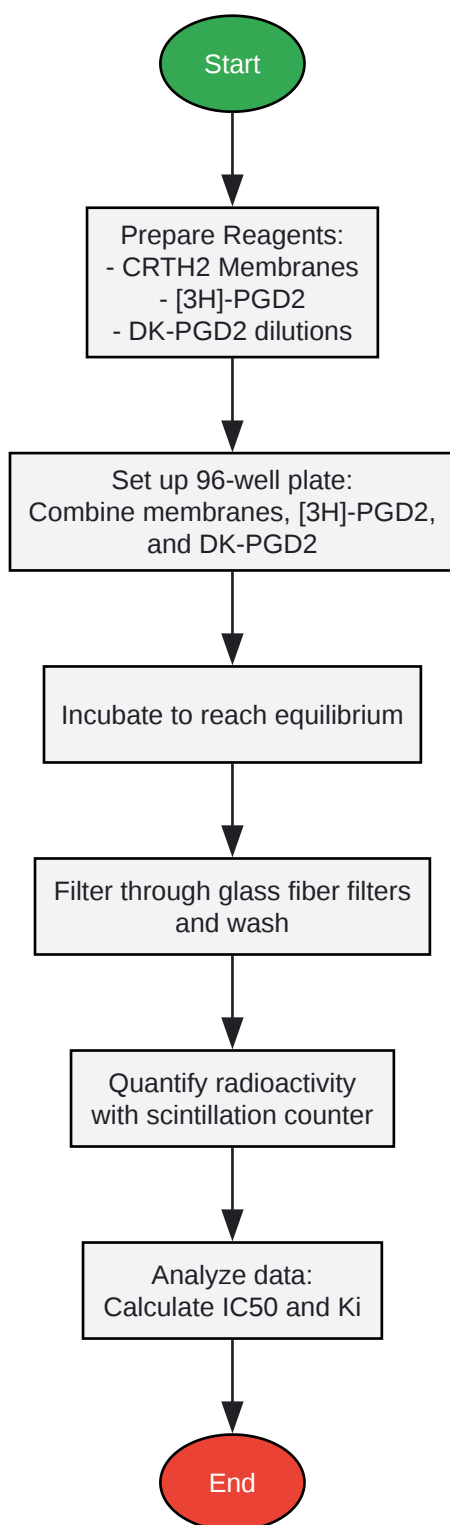 Start
Prepare Reagents:
- CRTH2 Membranes
- [3H]-PGD2
- DK-PGD2 dilutions
Set up 96-well plate:
Combine membranes, [3H]-PGD2,
and DK-PGD2
Incubate to reach equilibrium
Filter through glass fiber filters
and wash
Quantify radioactivity
with scintillation counter
Analyze data:
Calculate IC50 and Ki
End